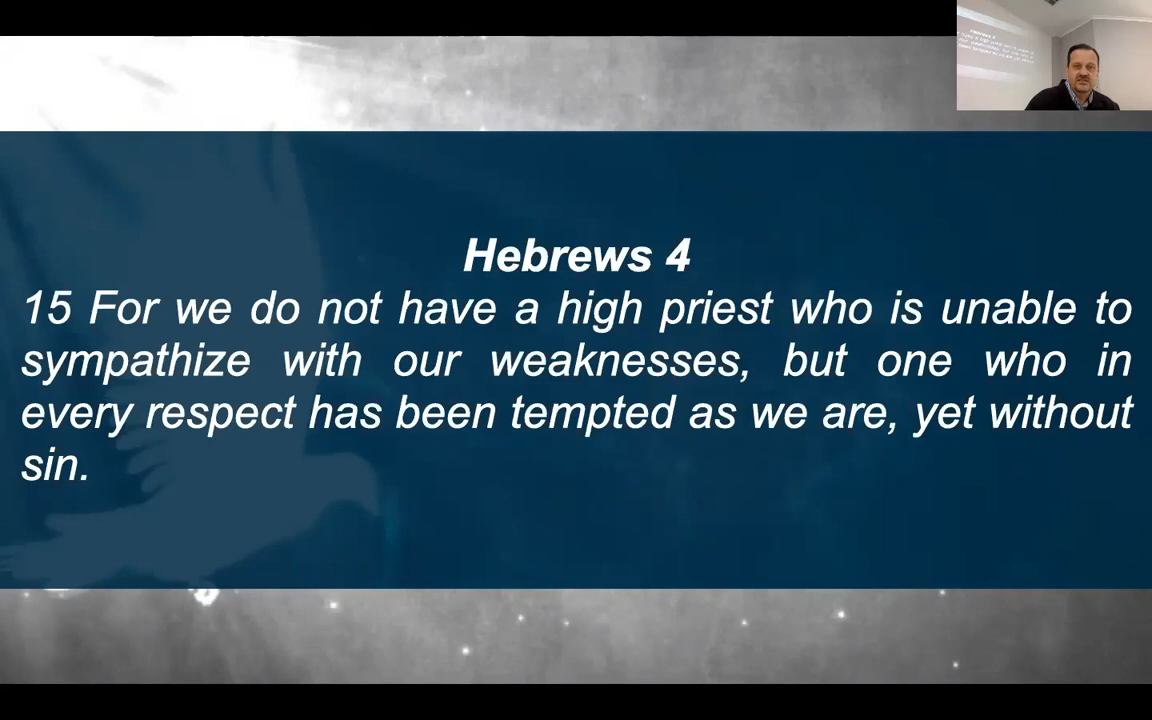 Hebrews 4
15 For we do not have a high priest who is unable to
sympathize with our weaknesses, but one who in
every respect has been tempted as we are, yet without
sin.